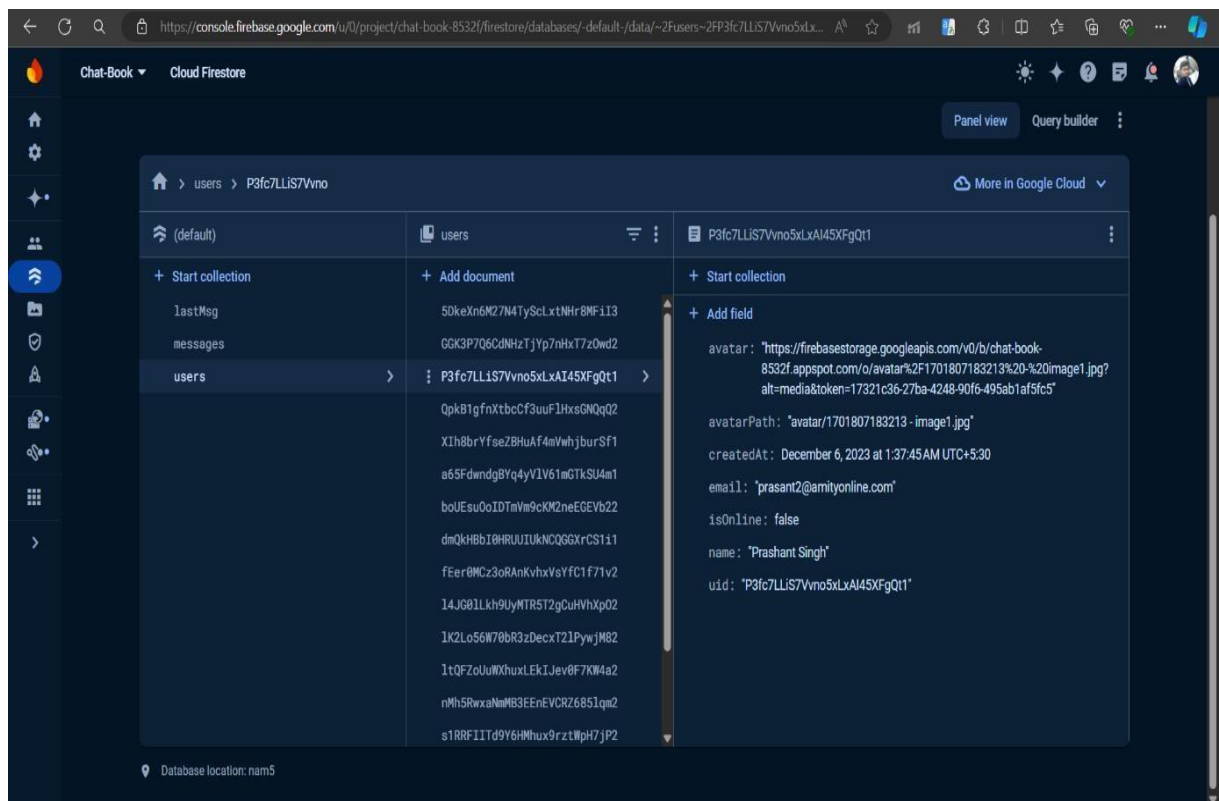 https://console.firebase.google.com/u/0/project/chat-book-8532f/firestore/databases/-default-/data/~2Fusers~2FP3fc7LLiS7Vvno5xLx...
Chat-Book
Cloud Firestore
Panel view
Query builder
users > P3fc7LLiS7Vvno
More in Google Cloud
(default)
+ Start collection
lastMsg
messages
users
users
+ Add document
5DkeXn6M27N4TyScLxtNHr8MFiI3
GGK3P7Q6CdNHzTjYp7nHxT7zOwd2
P3fc7LLiS7Vvno5xLxAI45XFgQt1
QpkB1gfnXtbcCf3uuFlHxsGNQqQ2
XIh8brYfseZBHuAf4mVwhjburSf1
a65FdwndgBYq4yVlV61mGTkSU4m1
boUEsuOoIDTmVm9cKM2neEGEVb22
dmQkHBbI0HRUUIUkNCQGGXrCS1i1
fEer0MCz3oRAnKvhxVsYfC1f71v2
l4JG0lLkh9UyMTR5T2gCuHVhXpO2
lK2Lo56W70bR3zDecxT2lPywjM82
ltQFZoUuWXhuxLEkIJev0F7KW4a2
nMh5RwxaNmMB3EEnEVCRZ685lqm2
s1RRFIITd9Y6HMhux9rztWpH7jP2
P3fc7LLiS7Vvno5xLxAI45XFgQt1
+ Start collection
+ Add field
avatar: "https://firebasestorage.googleapis.com/v0/b/chat-book-
8532f.appspot.com/o/avatar%2F1701807183213%20-%20image1.jpg?
alt=media&token=17321c36-27ba-4248-90f6-495ab1af5fc5"
avatarPath: "avatar/1701807183213 - image1.jpg"
createdAt: December 6, 2023 at 1:37:45 AM UTC+5:30
email: "prasant2@amityonline.com"
isOnline: false
name: "Prashant Singh"
uid: "P3fc7LLiS7Vvno5xLxAI45XFgQt1"
Database location: nam5